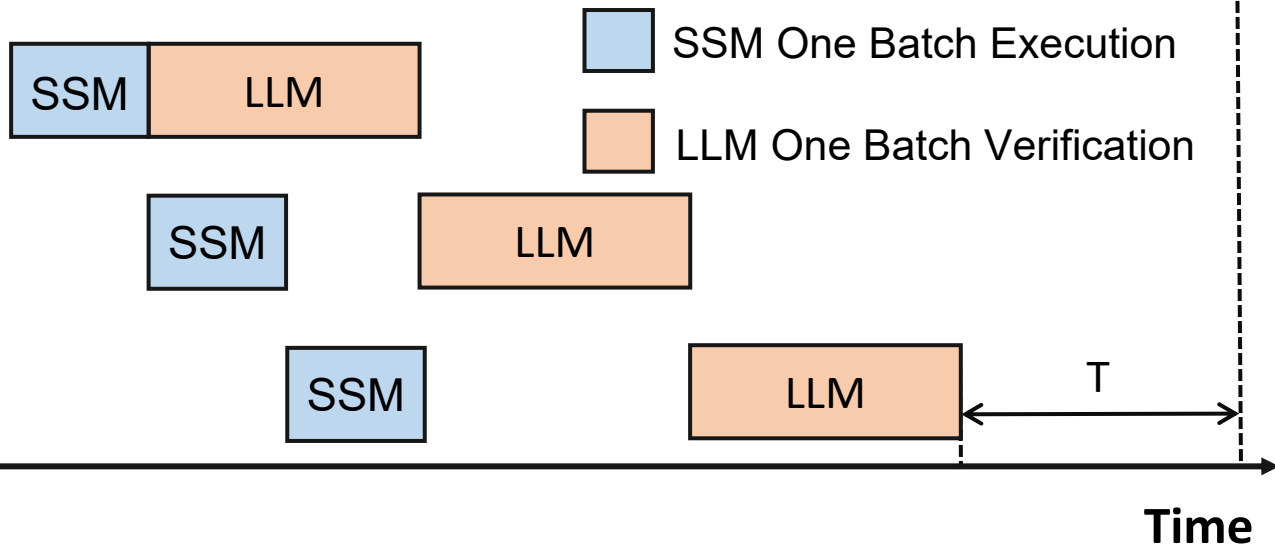 SSM One Batch Execution
SSM LLM
LLM One Batch Verification
SSM LLM
SSM LLM T
Time